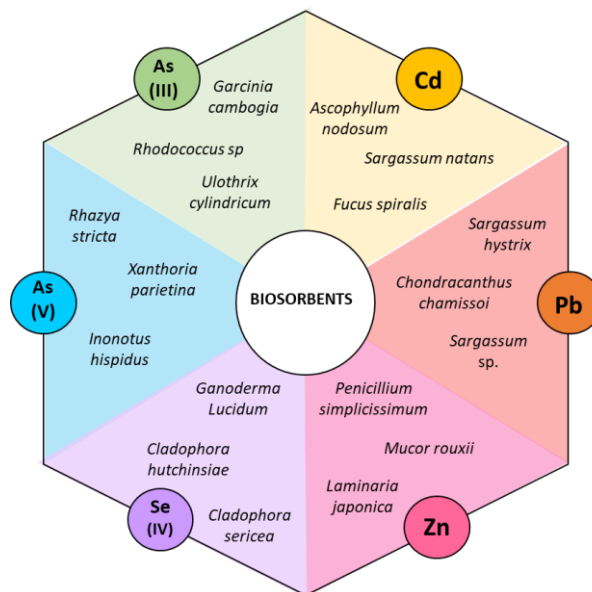 As
(III)
Garcinia
cambogia
Rhodococcus sp
Ulothrix
cylindricum
Cd
Ascophyllum
nodosum
Sargassum natans
Fucus spiralis
Rhazya
stricta
Xanthoria
parietina
As
(V)
Inonotus
hispidus
BIOSORBENTS
Sargassum
hystrix
Chondracanthus
chamissoi
Pb
Sargassum
sp.
Ganoderma
Lucidum
Cladophora
hutchinsiae
Se
(IV)
Cladophora
sericea
Penicillium
simplicissimum
Mucor rouxii
Laminaria
japonica
Zn